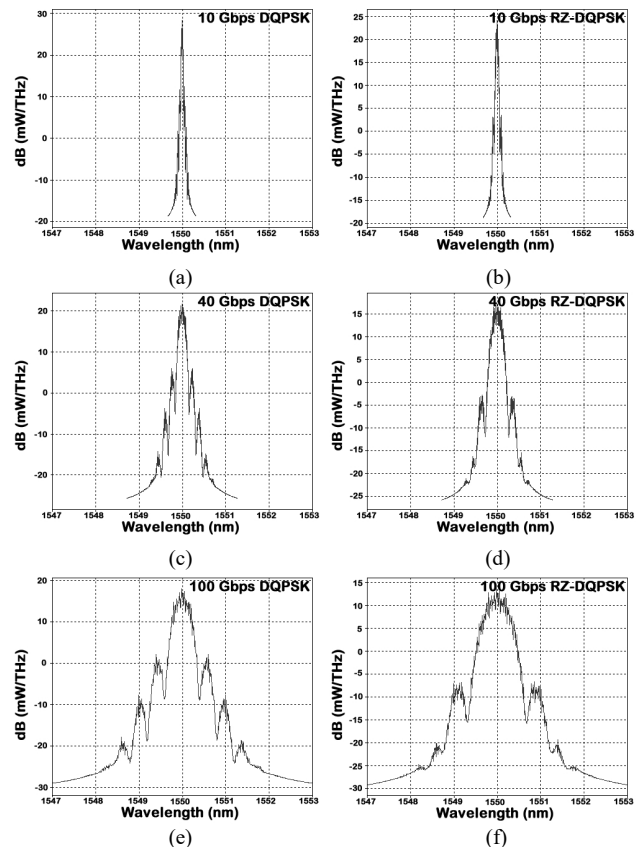 10 Gbps DQPSK
dB (mW/THz)
30
20
10
0
-10
-20
1547 1548 1549 1550 1551 1552 1553
Wavelength (nm)
(a)
10 Gbps RZ-DQPSK
dB (mW/THz)
25
20
15
10
5
0
-5
-10
-15
-20
1547 1548 1549 1550 1551 1552 1553
Wavelength (nm)
(b)
40 Gbps DQPSK
dB (mW/THz)
20
10
0
-10
-20
1547 1548 1549 1550 1551 1552 1553
Wavelength (nm)
(c)
40 Gbps RZ-DQPSK
dB (mW/THz)
15
10
5
0
-5
-10
-15
-20
-25
1547 1548 1549 1550 1551 1552 1553
Wavelength (nm)
(d)
100 Gbps DQPSK
dB (mW/THz)
20
10
0
-10
-20
-30
1547 1548 1549 1550 1551 1552 1553
Wavelength (nm)
(e)
100 Gbps RZ-DQPSK
dB (mW/THz)
15
10
5
0
-5
-10
-15
-20
-25
-30
1547 1548 1549 1550 1551 1552 1553
Wavelength (nm)
(f)